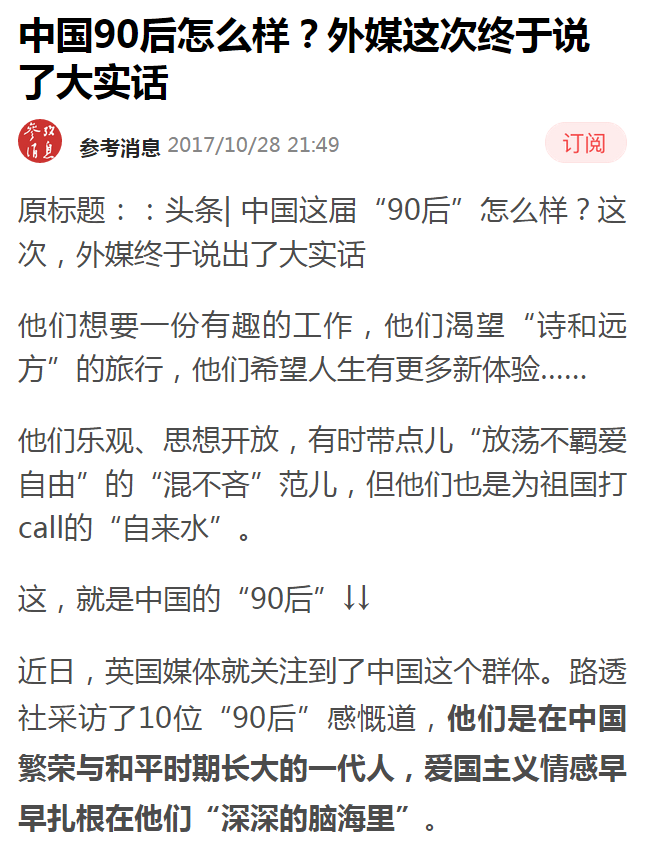 中国90后怎么样？外媒这次终于说
了大实话
参考消息
参考消息 2017/10/28 21:49
订阅
原标题：：头条| 中国这届“90后”怎么样？这
次，外媒终于说出了大实话
他们想要一份有趣的工作，他们渴望“诗和远
方”的旅行，他们希望人生有更多新体验……
他们乐观、思想开放，有时带点儿“放荡不羁爱
自由”的“混不吝”范儿，但他们也是为祖国打
call的“自来水”。
这，就是中国的“90后”↓↓
近日，英国媒体就关注到了中国这个群体。路透
社采访了10位“90后”感慨道，他们是在中国
繁荣与和平时期长大的一代人，爱国主义情感早
早扎根在他们“深深的脑海里”。